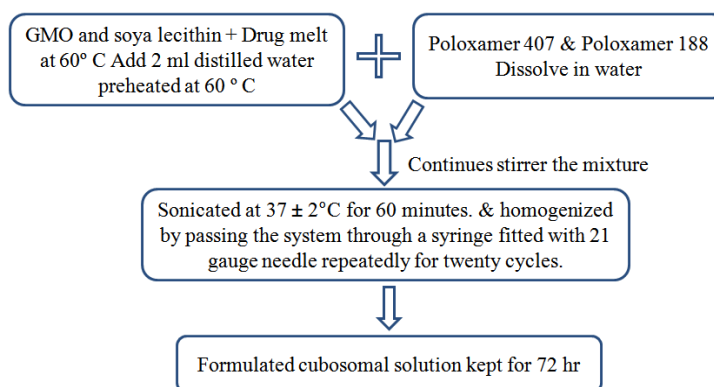 GMO and soya lecithin + Drug melt
at 60º C Add 2 ml distilled water
preheated at 60 º C
Poloxamer 407 & Poloxamer 188
Dissolve in water
Continues stirrer the mixture
Sonicated at 37 ± 2°C for 60 minutes. & homogenized
by passing the system through a syringe fitted with 21
gauge needle repeatedly for twenty cycles.
Formulated cubosomal solution kept for 72 hr